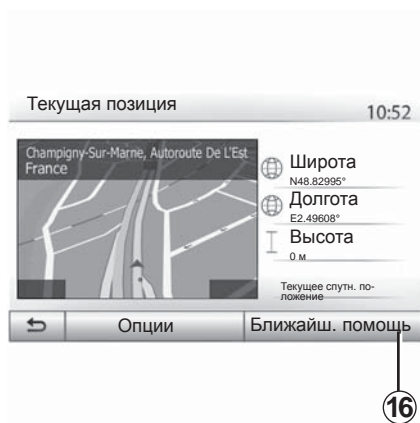 Текущая позиция
10:52
Champigny-Sur-Marne, Autoroute De L'Est
France
Широта
N48.82995°
Долгота
E2.49608°
Высота
0 м
Текущее спутн. по-
ложение
Опции
Ближайш. помощь
16